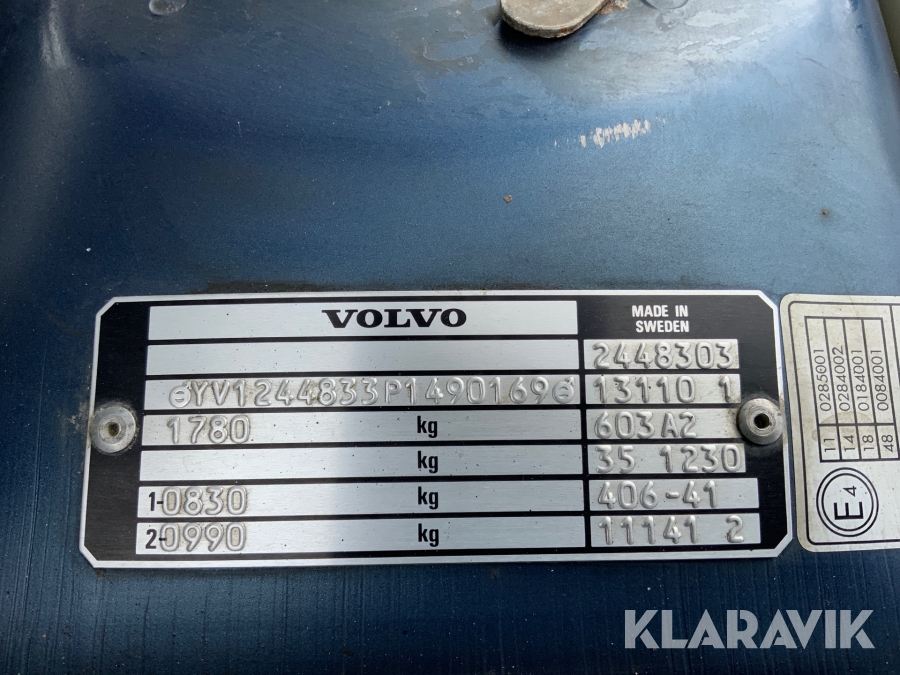 VOLVO
MADE IN
SWEDEN
2448303
YV1244833P1490169
13110 1
1780 kg
603A2
kg
35 1230
1-0830 kg
406-41
2-0990 kg
11141 2
11 0285001
14 0284002
18 0184001
48 0084001
E4
KLARAVIK